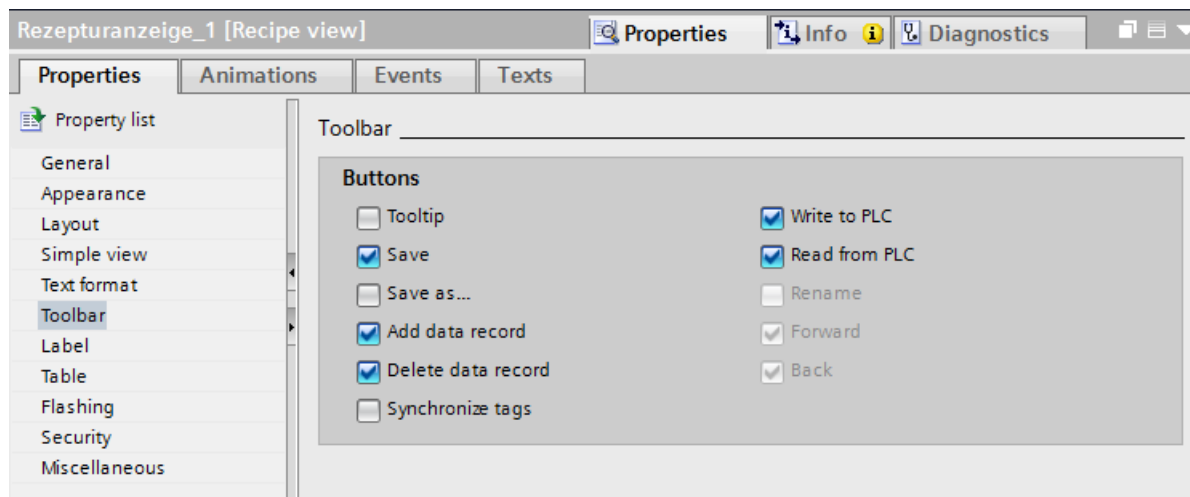 Rezepturanzeige_1 [Recipe view]
Properties
Info
Diagnostics
Properties
Animations
Events
Texts
Property list
General
Appearance
Layout
Simple view
Text format
Toolbar
Label
Table
Flashing
Security
Miscellaneous
Toolbar
Buttons
Tooltip
Save
Save as...
Add data record
Delete data record
Synchronize tags
Write to PLC
Read from PLC
Rename
Forward
Back